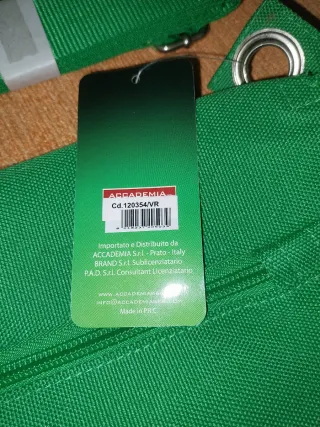 ACCADEMIA
Cd.120354/VR
Importato e Distribuito da
ACCADEMIA S.r.l. - Prato - Italy
BRAND S.r.l. Sublicenziatario
P.A.D. S.r.l. Consultant Licenziatario
Made in P.R.C.